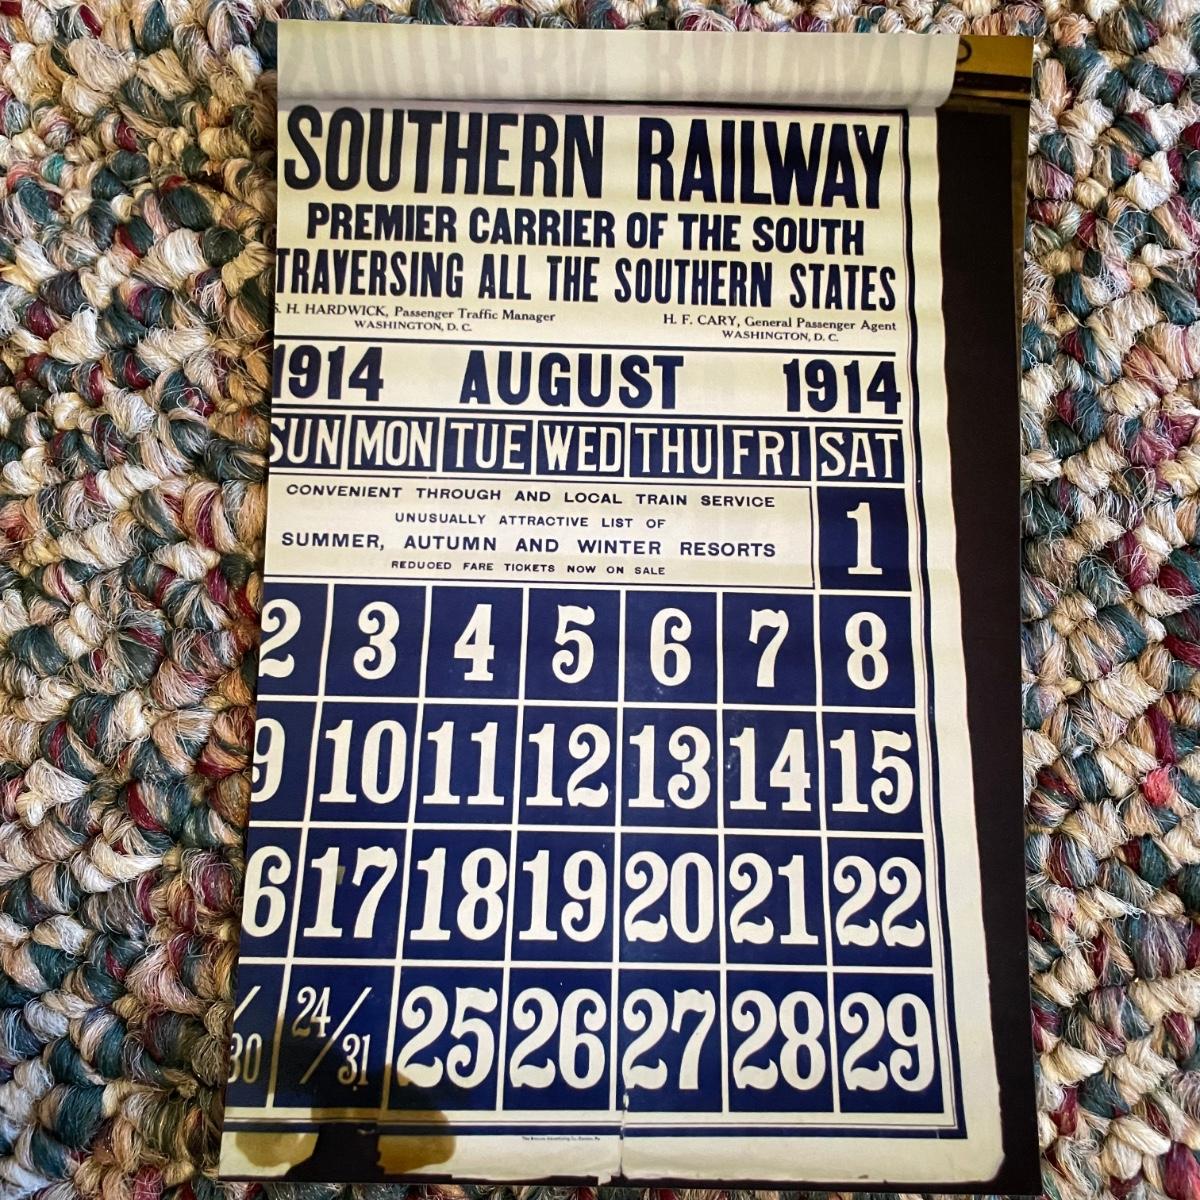 SOUTHERN RAILWAY
PREMIER CARRIER OF THE SOUTH
TRAVERSING ALL THE SOUTHERN STATES
S. H. HARDWICK, Passenger Traffic Manager H. F. CARY, General Passenger Agent
WASHINGTON, D. C. WASHINGTON, D. C.
1914 AUGUST 1914
SUN MON TUE WED THU FRI SAT
CONVENIENT THROUGH AND LOCAL TRAIN SERVICE
UNUSUALLY ATTRACTIVE LIST OF
SUMMER, AUTUMN AND WINTER RESORTS
REDUCED FARE TICKETS NOW ON SALE
1
2 3 4 5 6 7 8
9 10 11 12 13 14 15
6 17 18 19 20 21 22
/30 24/31 25 26 27 28 29